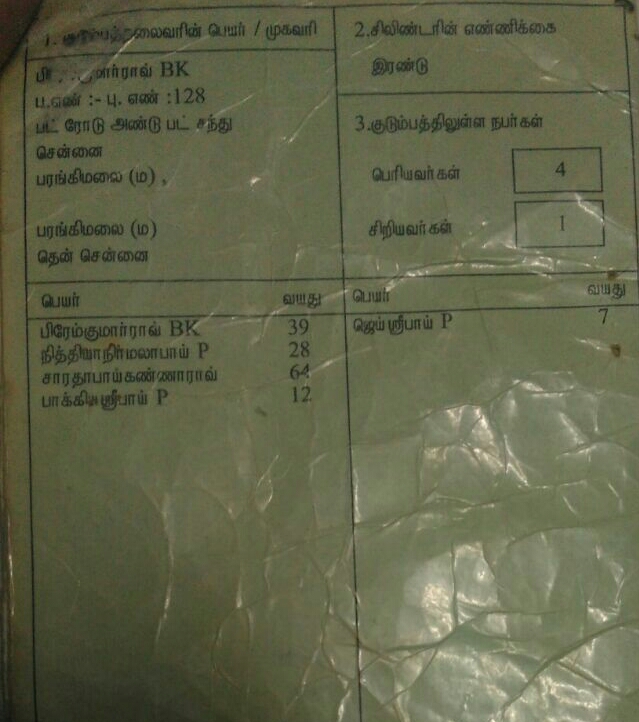 1. குடும்பத்தலைவரின் பெயர் / முகவரி
BK
ப.எண் :- பு. எண் :128
பட் ரோடு அண்டு பட் சந்து
சென்னை
பரங்கிமலை (ம) ,
பரங்கிமலை (ம)
தென் சென்னை
2.சிலிண்டரின் எண்ணிக்கை
இரண்டு
3.குடும்பத்திலுள்ள நபர்கள்
பெரியவர்கள் 4
சிறியவர்கள் 1
பெயர் வயது
பிரேம்குமார்ராவ் BK 39
நித்தியாநிர்மலாபாய் P 28
சாரதாபாய்கண்ணாராவ் 64
பாக்கியஸ்ரீபாய் P 12
பெயர் வயது
ஜெய்ஸ்ரீபாய் P 7